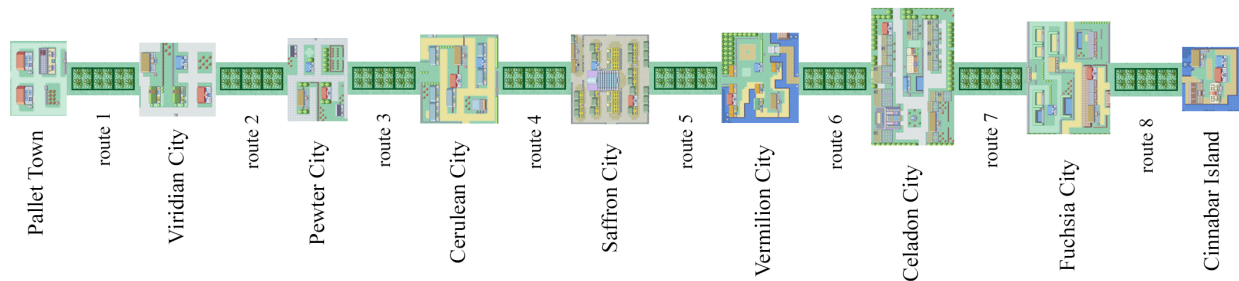 Pallet Town
route 1
Viridian City
route 2
Pewter City
route 3
Cerulean City
route 4
Saffron City
route 5
Vermilion City
route 6
Celadon City
route 7
Fuchsia City
route 8
Cinnabar Island